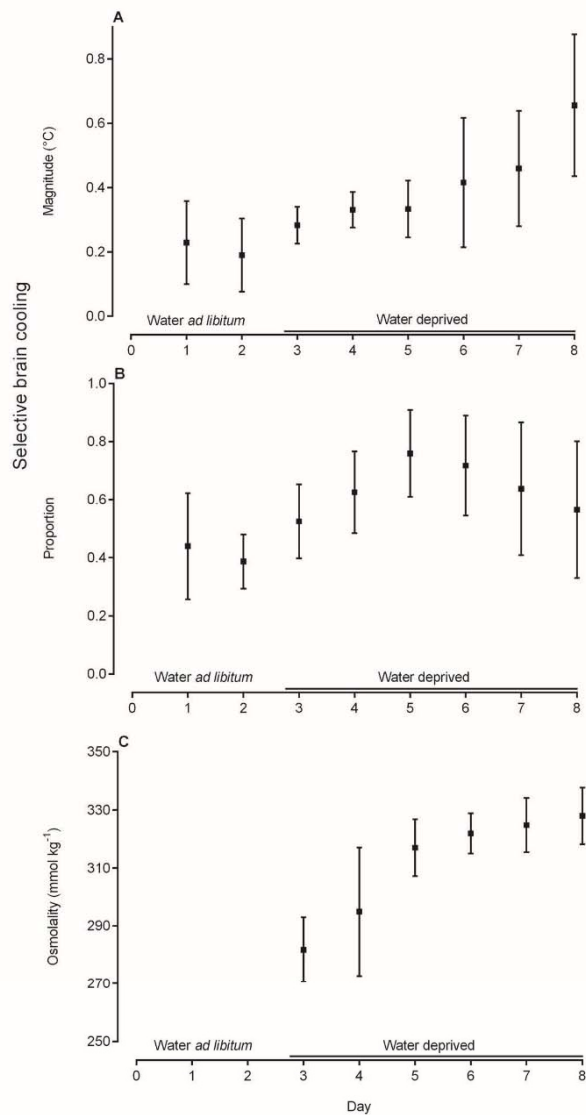 A
0.8
0.6
0.4
0.2
0.0
Magnitude (°C)
Water ad libitum
Water deprived
0 1 2 3 4 5 6 7 8
Selective brain cooling
B
1.0
0.8
0.6
0.4
0.2
0.0
Proportion
Water ad libitum
Water deprived
0 1 2 3 4 5 6 7 8
C
350
330
310
290
270
250
Osmolality (mmol kg⁻¹)
Water ad libitum
Water deprived
0 1 2 3 4 5 6 7 8
Day